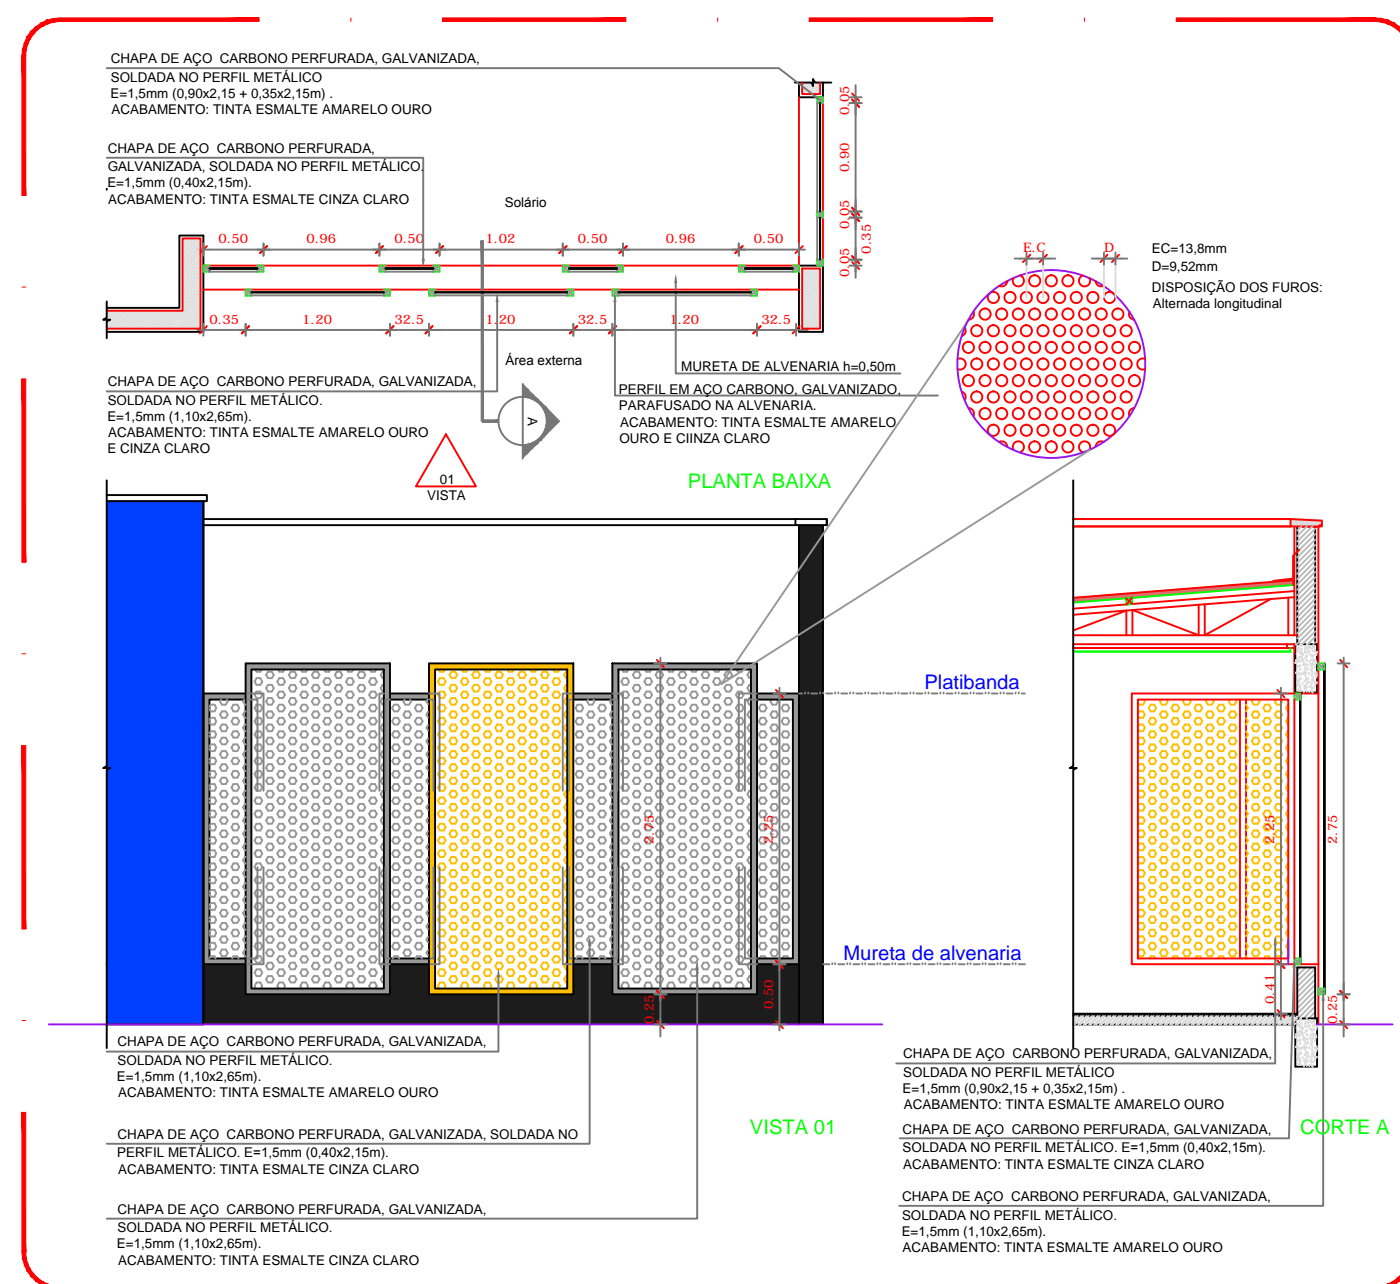 CHAPA DE AÇO CARBONO PERFURADA, GALVANIZADA,
SOLDADA NO PERFIL METÁLICO
E=1,5mm (0,90x2,15 + 0,35x2,15m) .
ACABAMENTO: TINTA ESMALTE AMARELO OURO
CHAPA DE AÇO CARBONO PERFURADA,
GALVANIZADA, SOLDADA NO PERFIL METÁLICO.
E=1,5mm (0,40x2,15m).
ACABAMENTO: TINTA ESMALTE CINZA CLARO
Solário
0.50 0.96 0.50 1.02 0.50 0.96 0.50
0.05
0.90
0.05
0.35
0.05
0.35 1.20 32.5 1.20 32.5 1.20 32.5
Área externa
E.C D
EC=13,8mm
D=9,52mm
DISPOSIÇÃO DOS FUROS:
Alternada longitudinal
MURETA DE ALVENARIA h=0,50m
CHAPA DE AÇO CARBONO PERFURADA, GALVANIZADA,
SOLDADA NO PERFIL METÁLICO.
E=1,5mm (1,10x2,65m).
ACABAMENTO: TINTA ESMALTE AMARELO OURO
E CINZA CLARO
PERFIL EM AÇO CARBONO, GALVANIZADO,
PARAFUSADO NA ALVENARIA.
ACABAMENTO: TINTA ESMALTE AMARELO
OURO E CIINZA CLARO
A
01
VISTA
PLANTA BAIXA
Platibanda
2.75
2.25
2.25
2.75
Mureta de alvenaria
0.25
0.50
0.41
0.25
CHAPA DE AÇO CARBONO PERFURADA, GALVANIZADA,
SOLDADA NO PERFIL METÁLICO.
E=1,5mm (1,10x2,65m).
ACABAMENTO: TINTA ESMALTE AMARELO OURO
CHAPA DE AÇO CARBONO PERFURADA, GALVANIZADA, SOLDADA NO
PERFIL METÁLICO. E=1,5mm (0,40x2,15m).
ACABAMENTO: TINTA ESMALTE CINZA CLARO
CHAPA DE AÇO CARBONO PERFURADA, GALVANIZADA,
SOLDADA NO PERFIL METÁLICO.
E=1,5mm (1,10x2,65m).
ACABAMENTO: TINTA ESMALTE CINZA CLARO
VISTA 01
CHAPA DE AÇO CARBONO PERFURADA, GALVANIZADA,
SOLDADA NO PERFIL METÁLICO
E=1,5mm (0,90x2,15 + 0,35x2,15m) .
ACABAMENTO: TINTA ESMALTE AMARELO OURO
CHAPA DE AÇO CARBONO PERFURADA, GALVANIZADA,
SOLDADA NO PERFIL METÁLICO. E=1,5mm (0,40x2,15m).
ACABAMENTO: TINTA ESMALTE CINZA CLARO
CHAPA DE AÇO CARBONO PERFURADA, GALVANIZADA,
SOLDADA NO PERFIL METÁLICO.
E=1,5mm (1,10x2,65m).
ACABAMENTO: TINTA ESMALTE AMARELO OURO
CORTE A